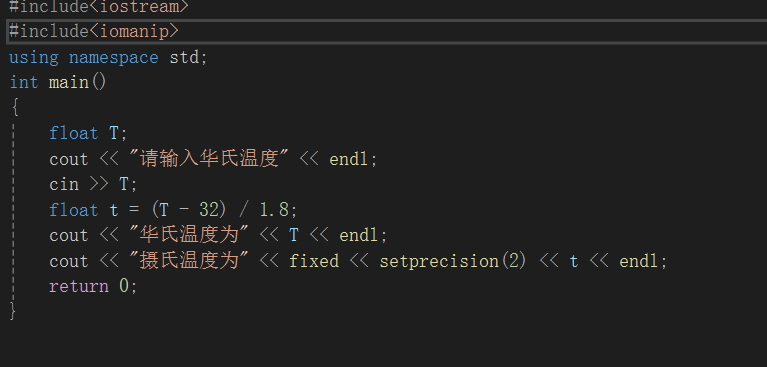 #include<iostream>
#include<iomanip>
using namespace std;
int main()
{
    float T;
    cout << "请输入华氏温度" << endl;
    cin >> T;
    float t = (T - 32) / 1.8;
    cout << "华氏温度为" << T << endl;
    cout << "摄氏温度为" << fixed << setprecision(2) << t << endl;
    return 0;
}